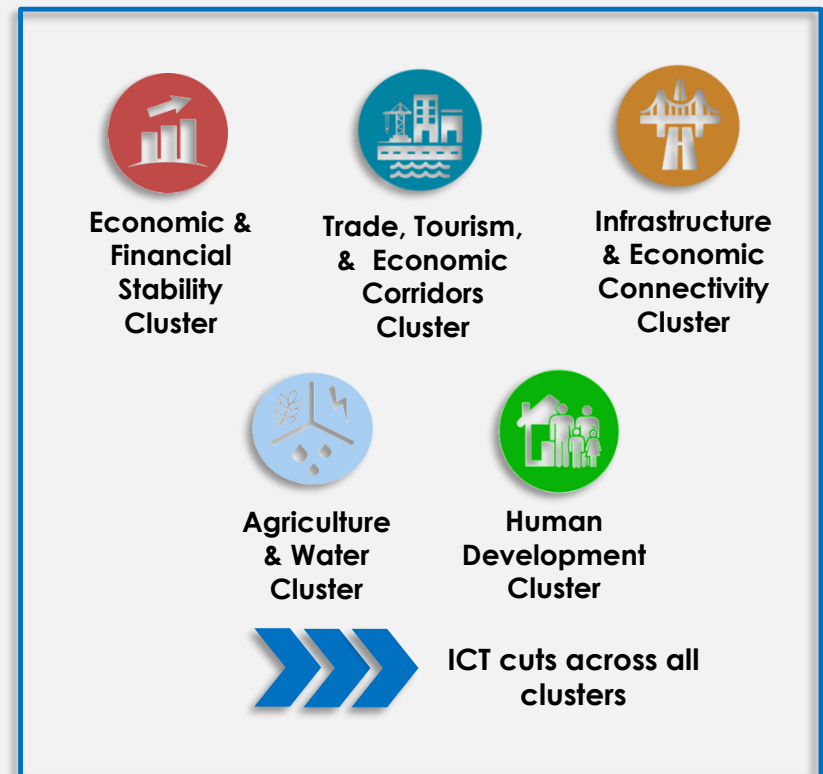 Economic &
Financial
Stability
Cluster
Trade, Tourism,
& Economic
Corridors
Cluster
Infrastructure
& Economic
Connectivity
Cluster
Agriculture
& Water
Cluster
Human
Development
Cluster
ICT cuts across all
clusters